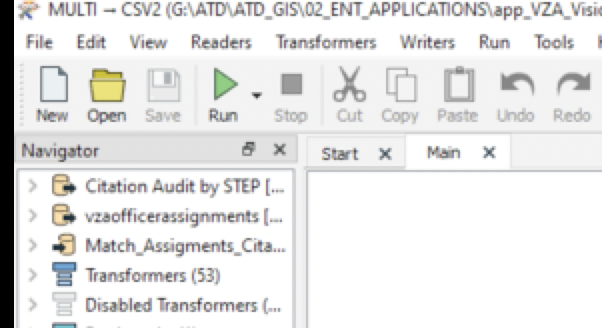 MULTI → CSV2 (G:\ATD\ATD_GIS\02_ENT_APPLICATIONS\app_VZA_Visi
File Edit View Readers Transformers Writers Run Tools
New Open Save Run Stop Cut Copy Paste Undo Redo
Navigator Start Main
Citation Audit by STEP [...
vzaofficerassignments [...
Match_Assigments_Cita...
Transformers (53)
Disabled Transformers (...